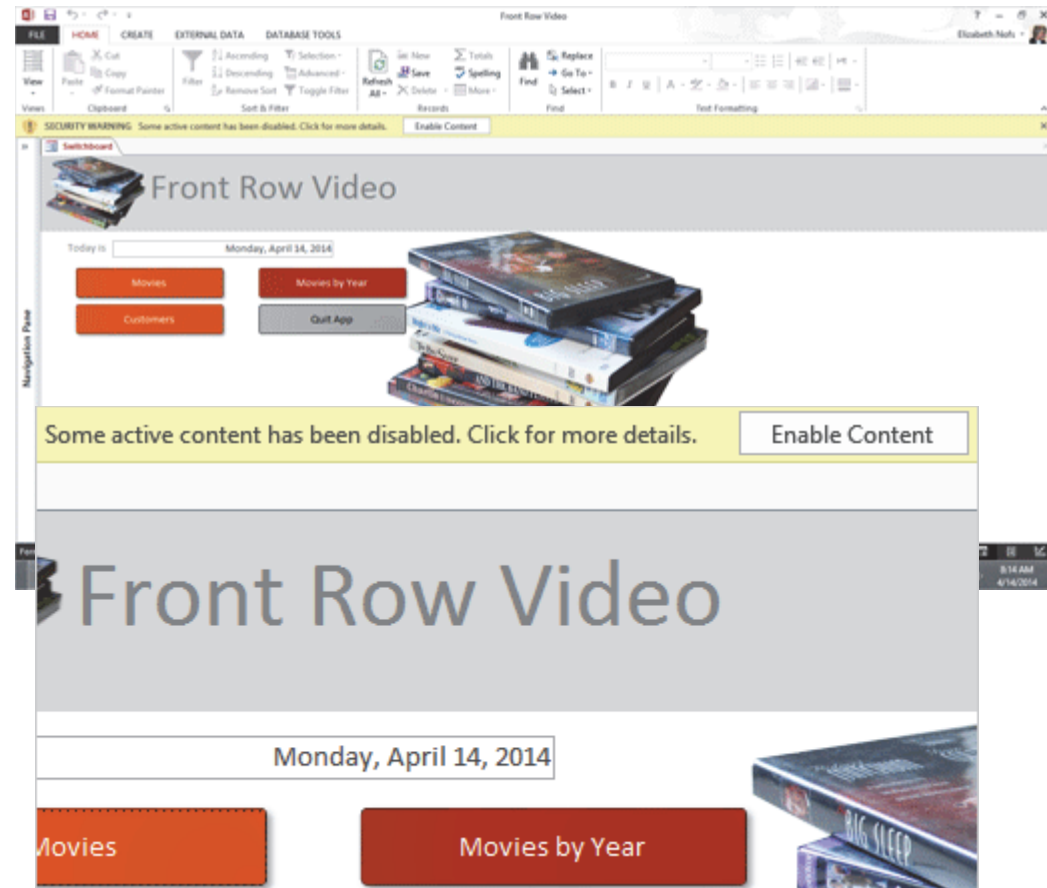 Front Row Video
? – X
FILE HOME CREATE EXTERNAL DATA DATABASE TOOLS Elizabeth Nofs
View
Paste
Cut
Copy
Format Painter
Filter
Ascending
Descending
Remove Sort
Selection
Advanced
Toggle Filter
Refresh
All
New
Save
Delete
Totals
Spelling
More
Find
Replace
Go To
Select
B I U A
Views Clipboard Sort & Filter Records Find Text Formatting
SECURITY WARNING Some active content has been disabled. Click for more details. Enable Content
Switchboard
Front Row Video
Today is Monday, April 14, 2014
Movies Movies by Year
Customers Quit App
BIG SLEEP
Navigation Pane
Some active content has been disabled. Click for more details. Enable Content
Front Row Video
8:14 AM
4/14/2014
Monday, April 14, 2014
Movies Movies by Year
BIG SLEEP